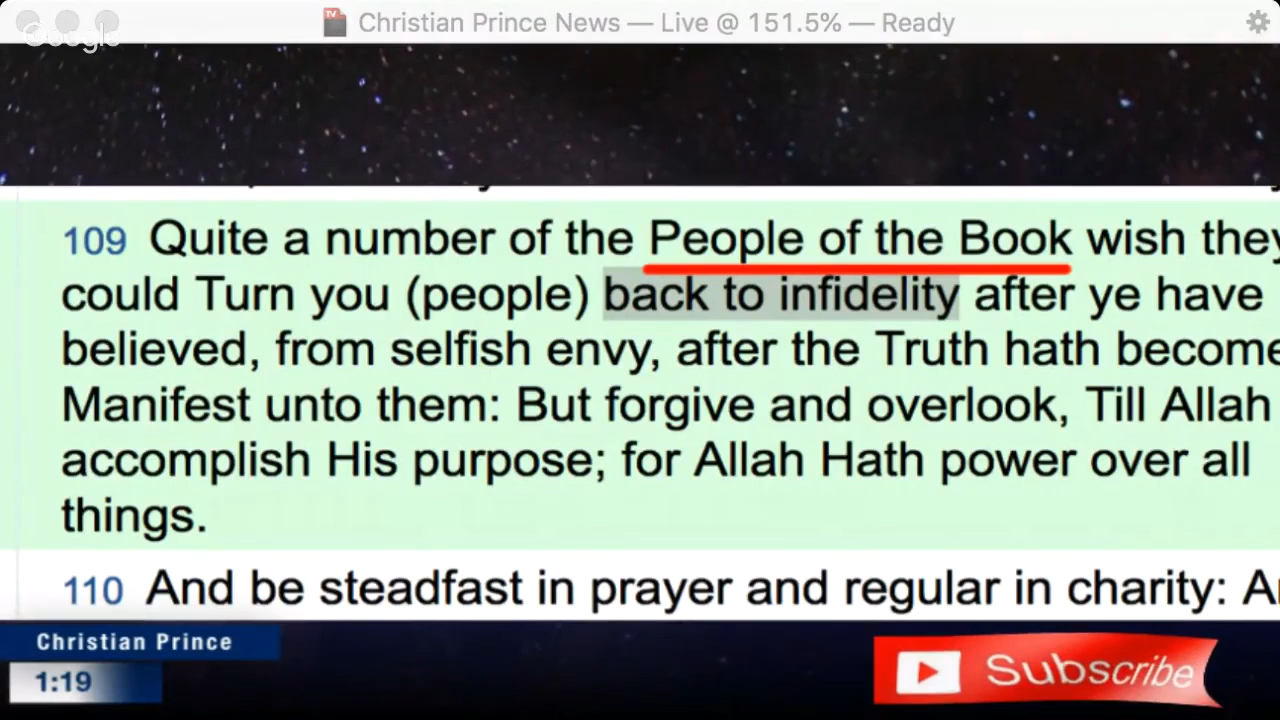 Christian Prince News — Live @ 151.5% — Ready
Google
109 Quite a number of the People of the Book wish they
could Turn you (people) back to infidelity after ye have
believed, from selfish envy, after the Truth hath become
Manifest unto them: But forgive and overlook, Till Allah
accomplish His purpose; for Allah Hath power over all
things.
110 And be steadfast in prayer and regular in charity:
Christian Prince
1:19
Subscribe